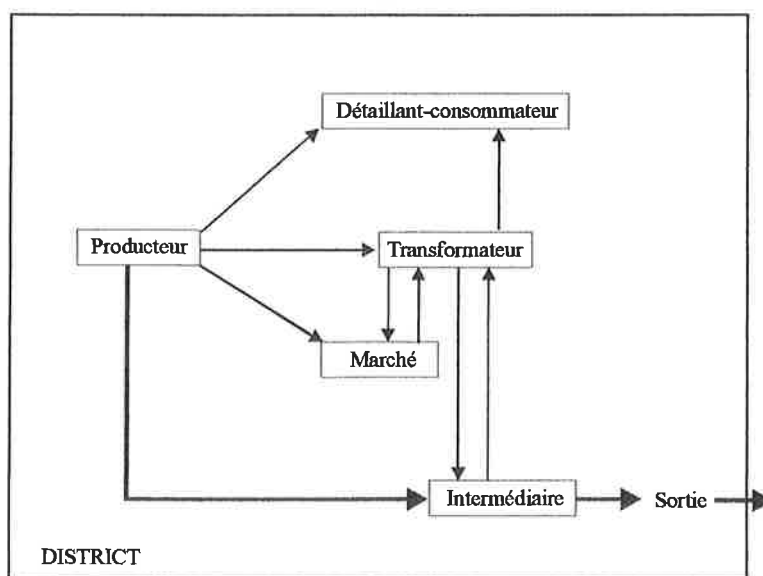 Détaillant-consommateur
Producteur
Transformateur
Marché
Intermédiaire
Sortie
DISTRICT